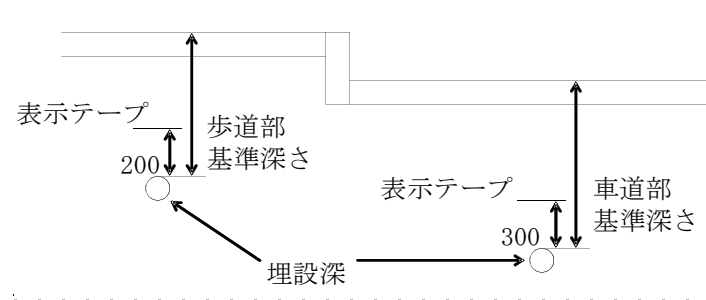 表示テープ
歩道部
基準深さ
200
表示テープ
車道部
基準深さ
300
埋設深